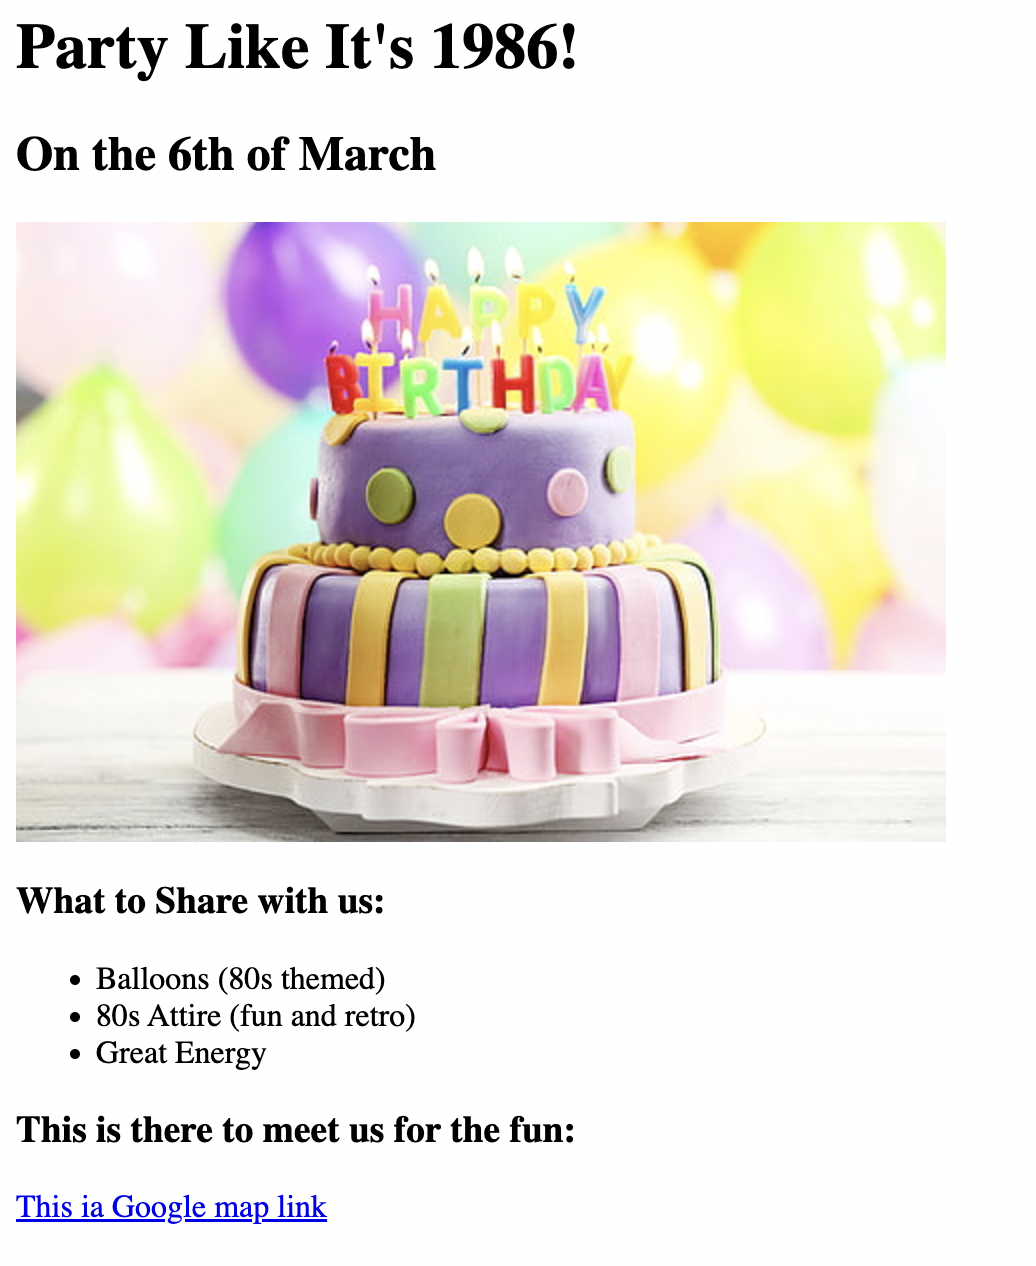 Party Like It's 1986!
On the 6th of March
HAPPY
BIRTHDAY
What to Share with us:
Balloons (80s themed)
80s Attire (fun and retro)
Great Energy
This is there to meet us for the fun:
This ia Google map link